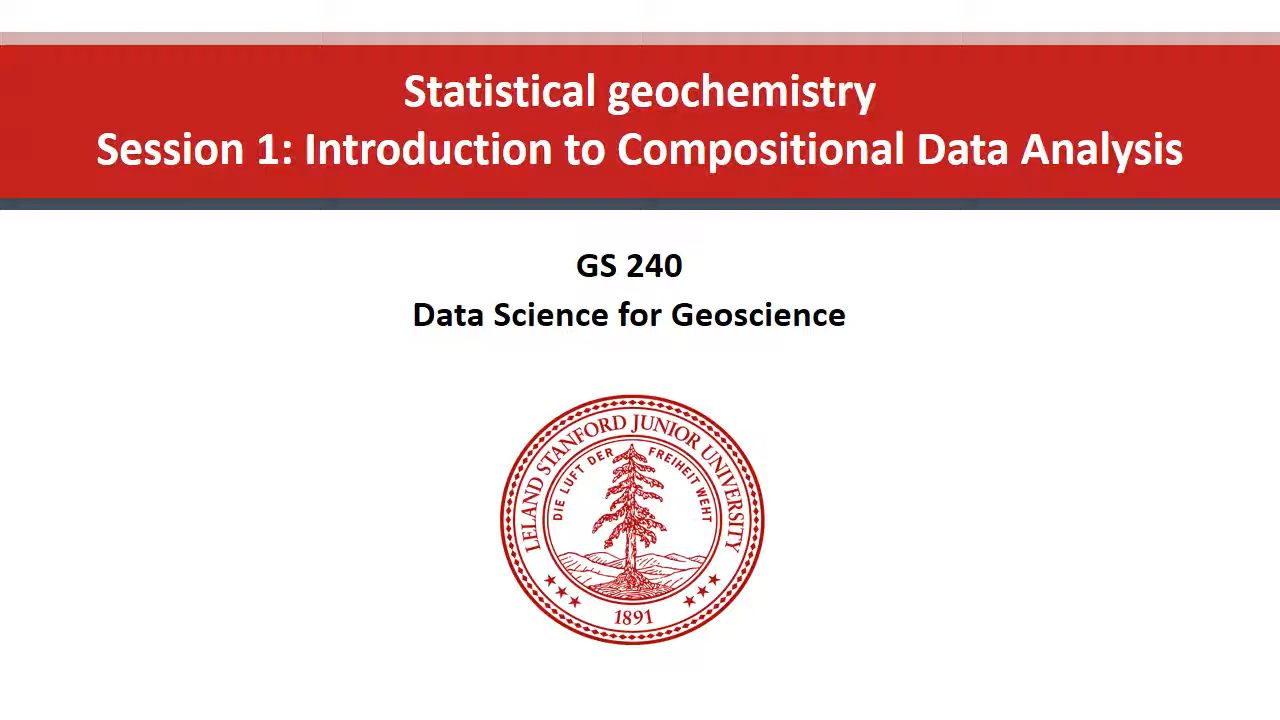 Statistical geochemistry
Session 1: Introduction to Compositional Data Analysis
GS 240
Data Science for Geoscience
LELAND STANFORD JUNIOR UNIVERSITY
DIE LUFT DER FREIHEIT WEHT
1891